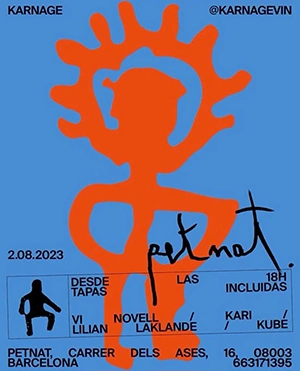 KARNAGE @KARNAGEVIN
petnat.
2.08.2023
DESDE LAS 18H
TAPAS INCLUIDAS
VI NOVELL / KARI /
LILIAN LAKLANDE / KUBÉ
PETNAT, CARRER DELS ASES, 16, 08003
BARCELONA 663171395